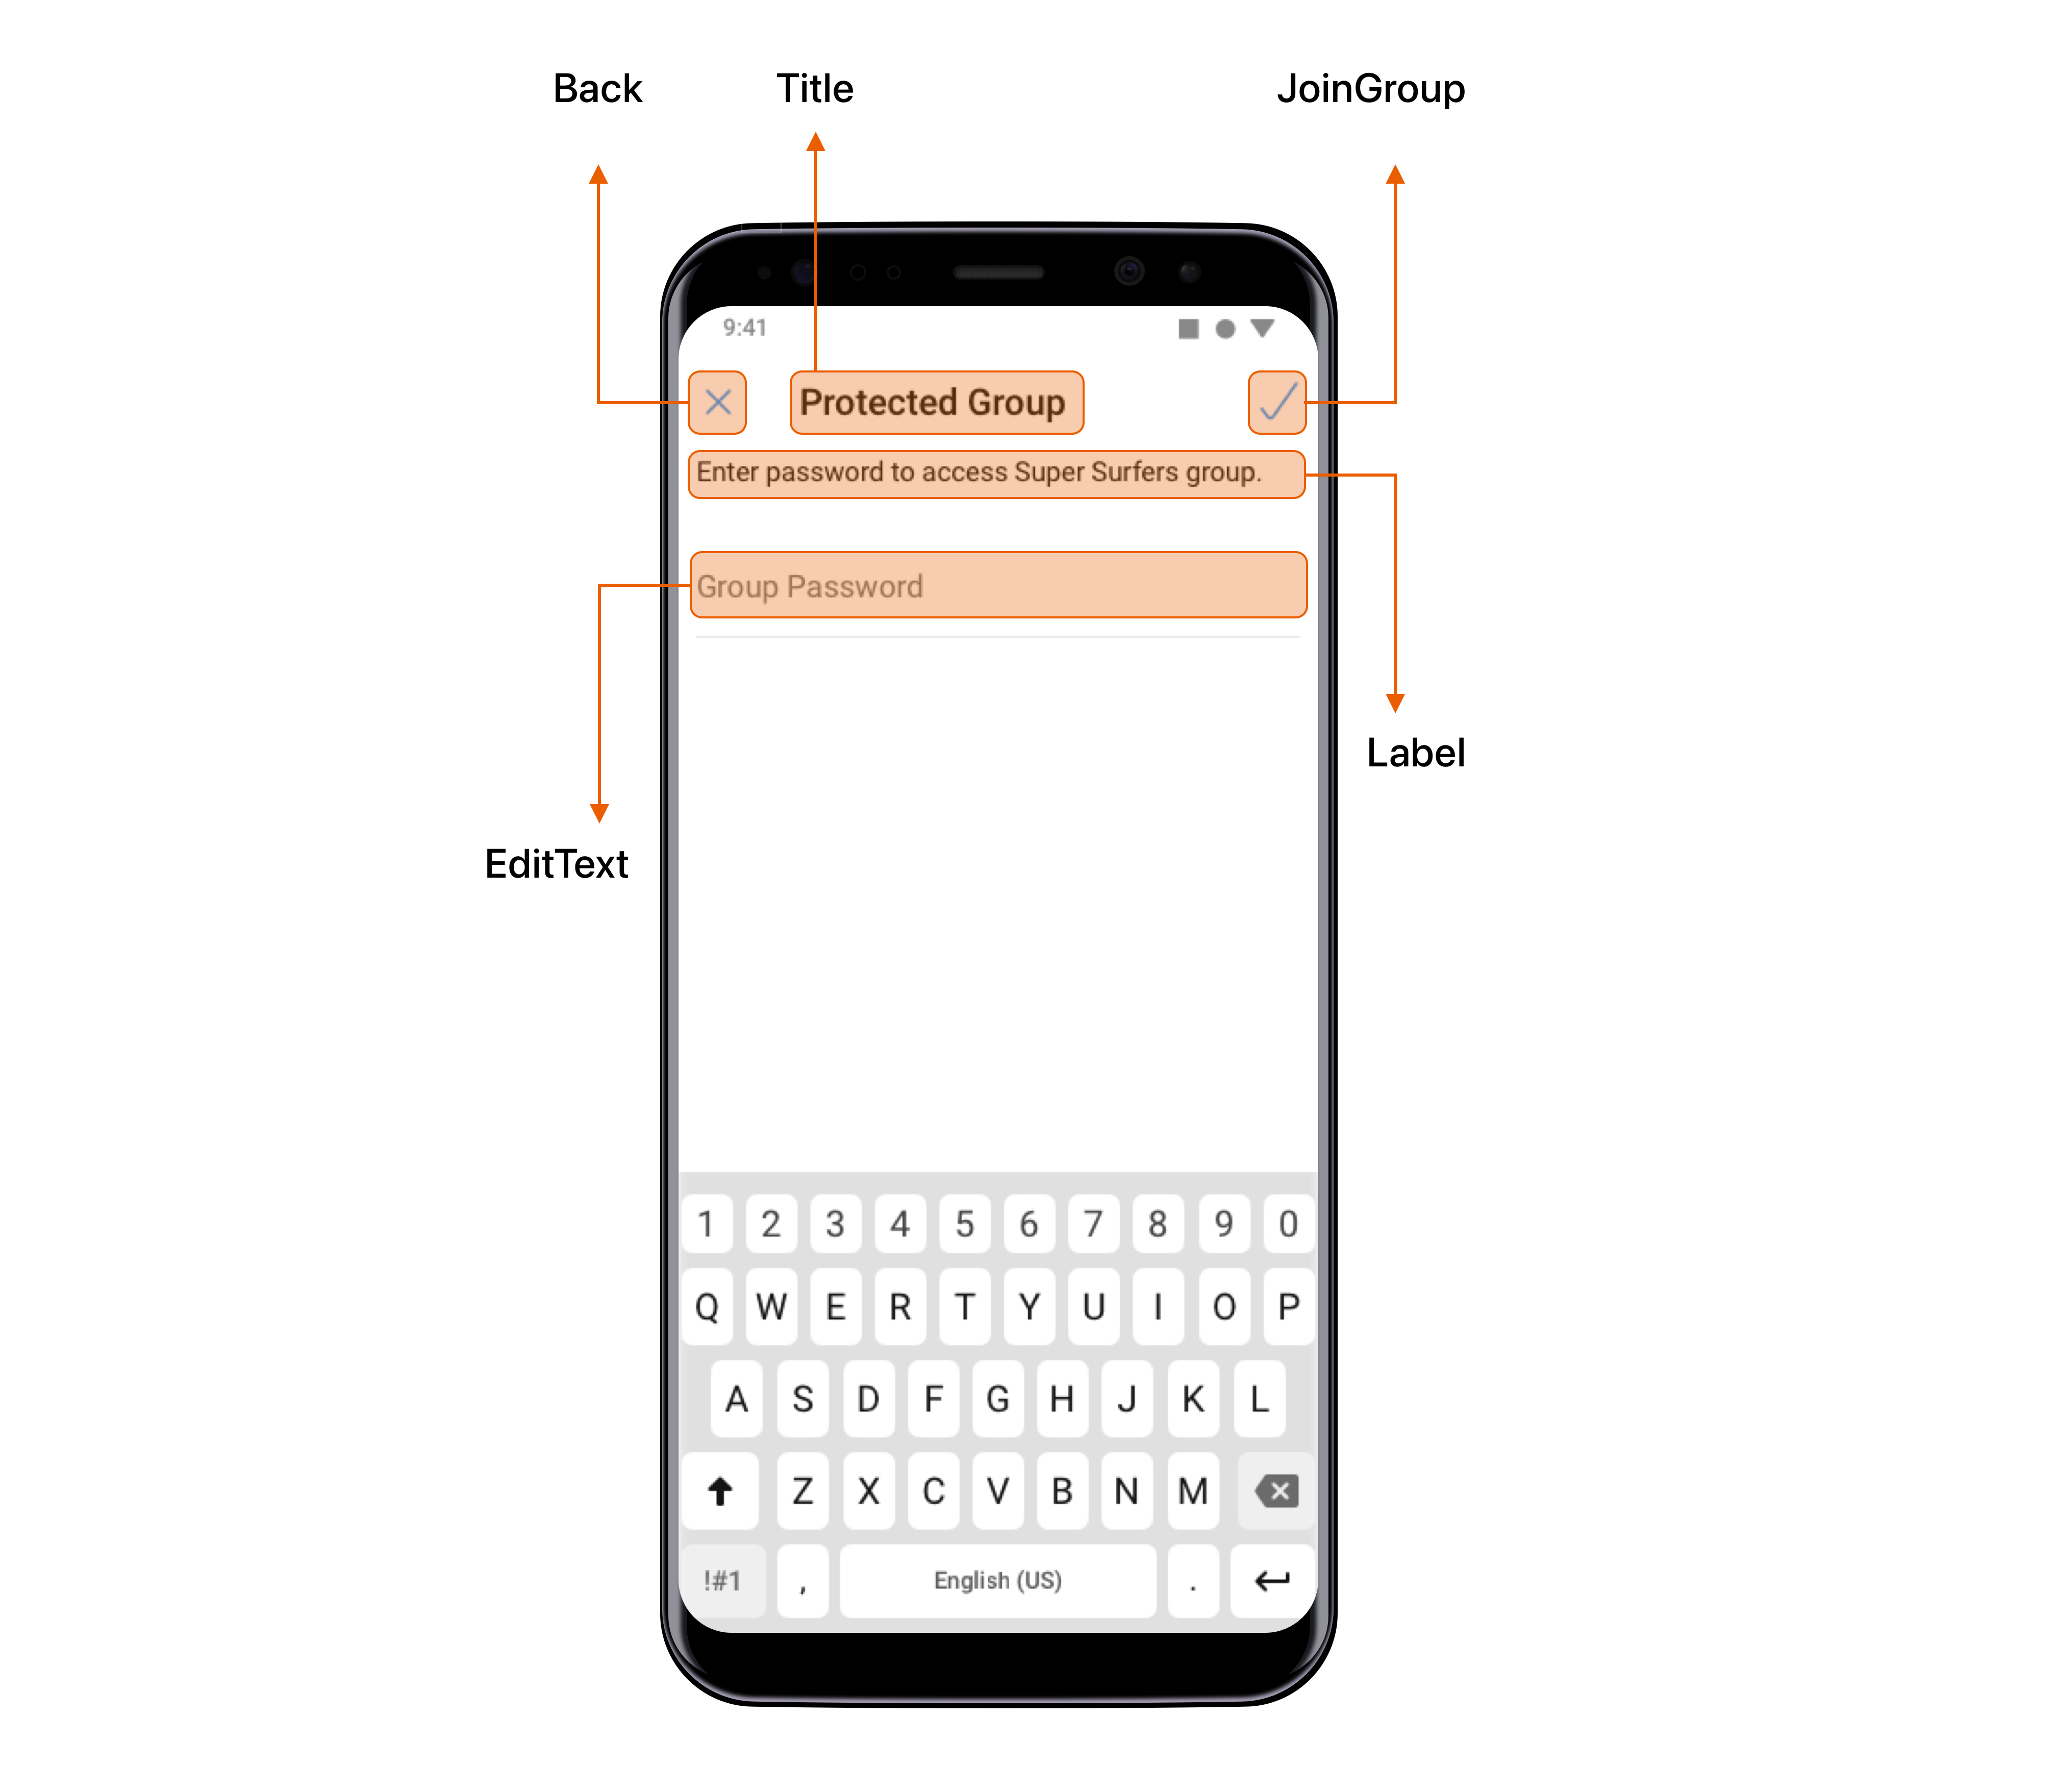 Back Title JoinGroup
9:41
Protected Group
Enter password to access Super Surfers group.
Group Password
Label
EditText
1 2 3 4 5 6 7 8 9 0
Q W E R T Y U I O P
A S D F G H J K L
Z X C V B N M
!#1 , English (US) .